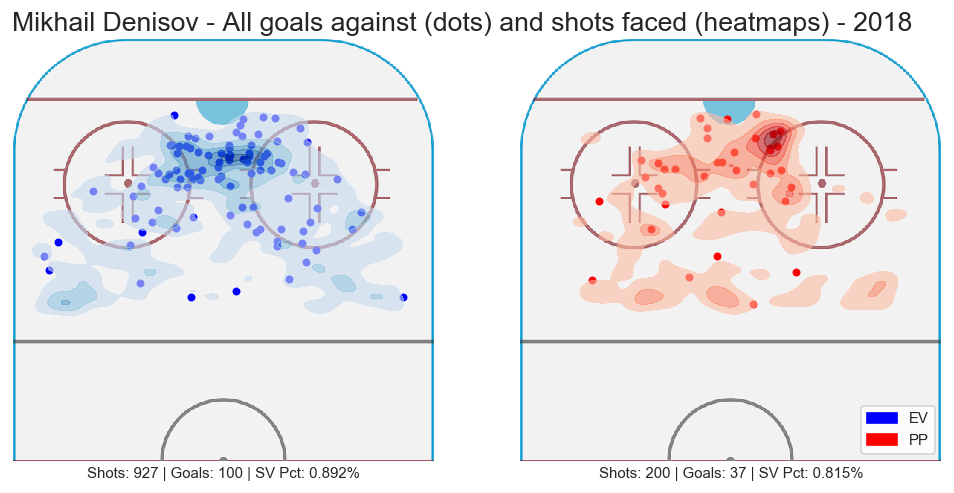 Mikhail Denisov - All goals against (dots) and shots faced (heatmaps) - 2018
EV
PP
Shots: 927 | Goals: 100 | SV Pct: 0.892%
Shots: 200 | Goals: 37 | SV Pct: 0.815%